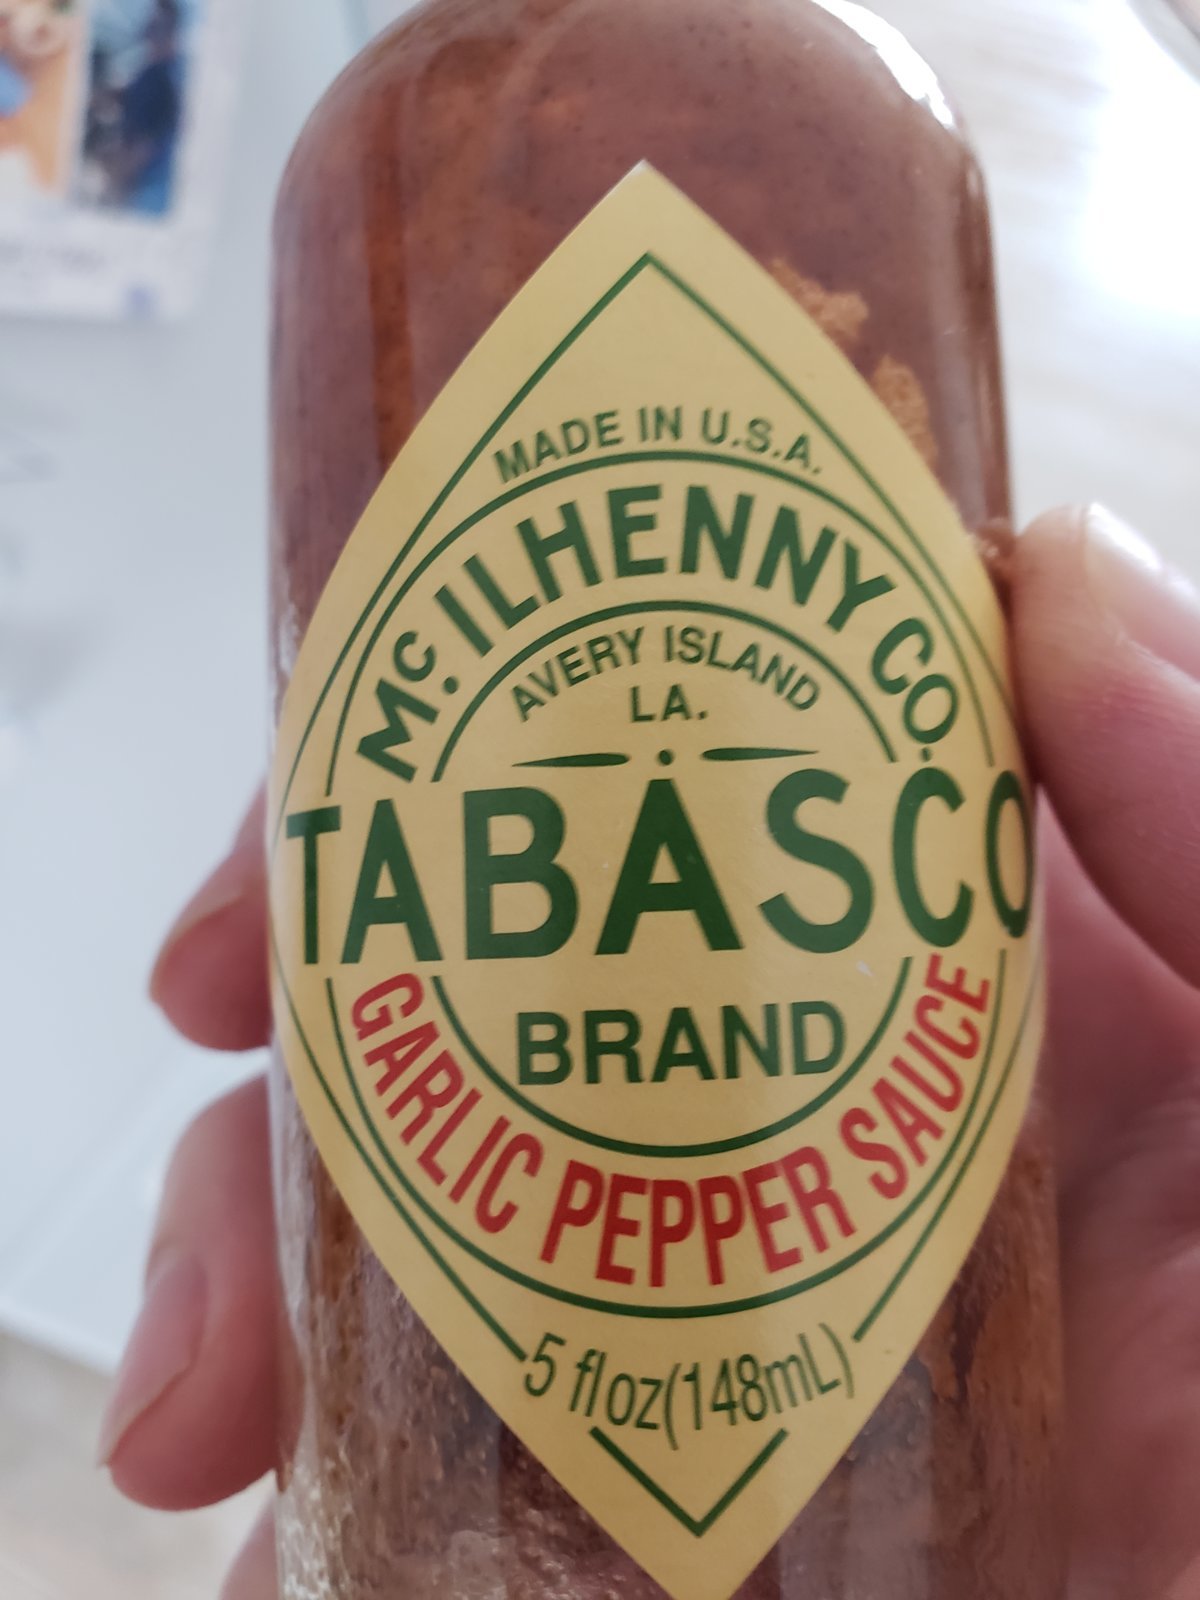 MADE IN U.S.A.
Mc. ILHENNY CO.
AVERY ISLAND
LA.
TABASCO
BRAND
GARLIC PEPPER SAUCE
5 fl oz (148mL)